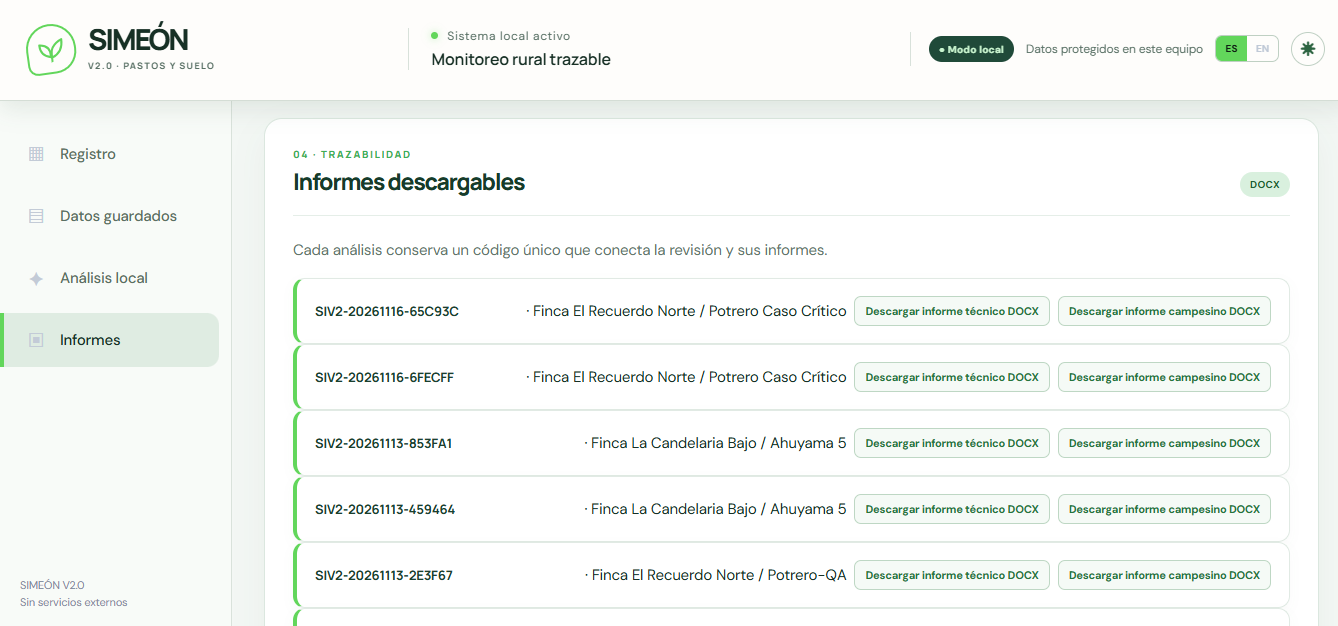 SIMEÓN
V2.0 · PASTOS Y SUELO
Sistema local activo
Monitoreo rural trazable
• Modo local
Datos protegidos en este equipo
ES
EN
Registro
Datos guardados
Análisis local
Informes
SIMEÓN V2.0
Sin servicios externos
04 · TRAZABILIDAD
Informes descargables
DOCX
Cada análisis conserva un código único que conecta la revisión y sus informes.
SIV2-20261116-65C93C · Finca El Recuerdo Norte / Potrero Caso Crítico Descargar informe técnico DOCX Descargar informe campesino DOCX
SIV2-20261116-6FECFF · Finca El Recuerdo Norte / Potrero Caso Crítico Descargar informe técnico DOCX Descargar informe campesino DOCX
SIV2-20261113-853FA1 · Finca La Candelaria Bajo / Ahuyama 5 Descargar informe técnico DOCX Descargar informe campesino DOCX
SIV2-20261113-459464 · Finca La Candelaria Bajo / Ahuyama 5 Descargar informe técnico DOCX Descargar informe campesino DOCX
SIV2-20261113-2E3F67 · Finca El Recuerdo Norte / Potrero-QA Descargar informe técnico DOCX Descargar informe campesino DOCX